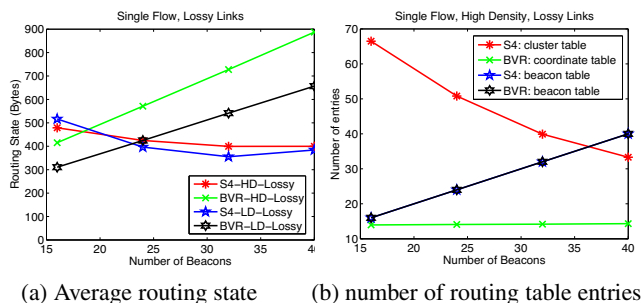 Single Flow, Lossy Links
900
800
700
600
500
400
300
200
100
0
15 20 25 30 35 40
Routing State (Bytes)
Number of Beacons
S4−HD−Lossy
BVR−HD−Lossy
S4−LD−Lossy
BVR−LD−Lossy
(a) Average routing state
Single Flow, High Density, Lossy Links
70
60
50
40
30
20
10
15 20 25 30 35 40
Number of entries
Number of Beacons
S4: cluster table
BVR: coordinate table
S4: beacon table
BVR: beacon table
(b) number of routing table entries